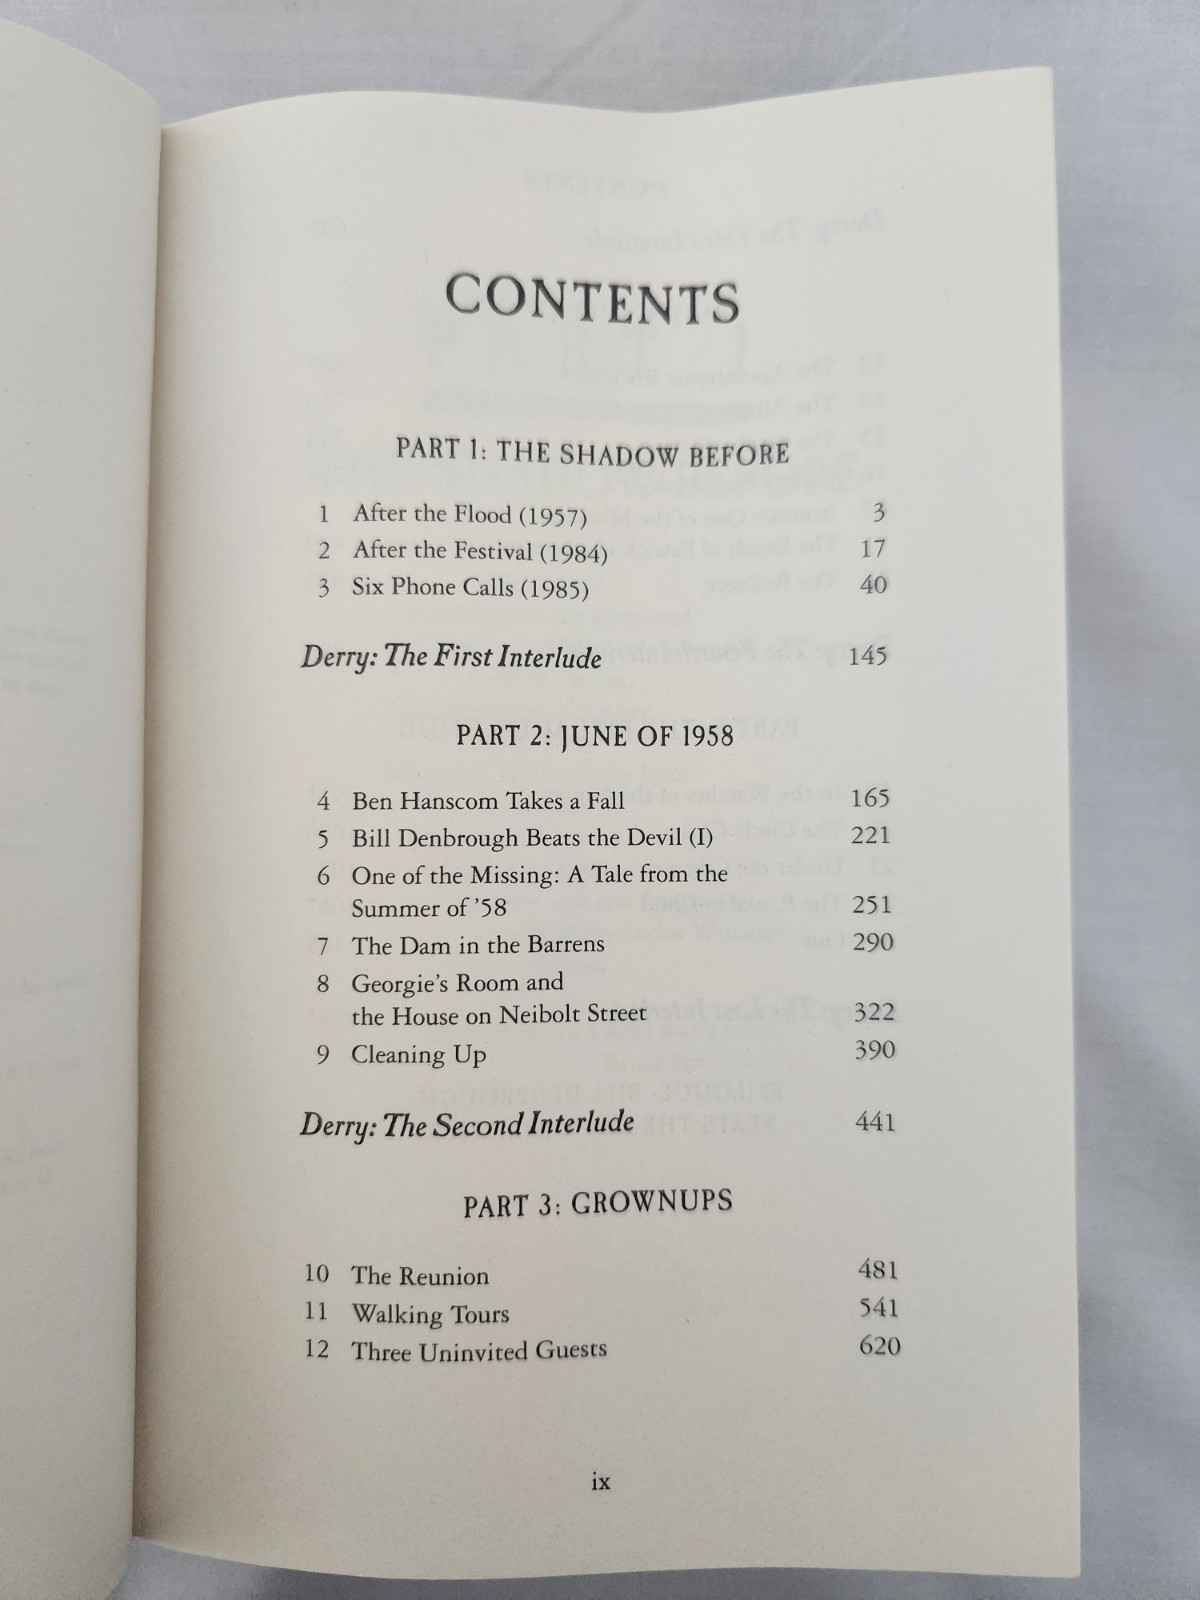 CONTENTS
PART 1: THE SHADOW BEFORE
1 After the Flood (1957) 3
2 After the Festival (1984) 17
3 Six Phone Calls (1985) 40
Derry: The First Interlude 145
PART 2: JUNE OF 1958
4 Ben Hanscom Takes a Fall 165
5 Bill Denbrough Beats the Devil (I) 221
6 One of the Missing: A Tale from the
Summer of '58 251
7 The Dam in the Barrens 290
8 Georgie's Room and
the House on Neibolt Street 322
9 Cleaning Up 390
Derry: The Second Interlude 441
PART 3: GROWNUPS
10 The Reunion 481
11 Walking Tours 541
12 Three Uninvited Guests 620
ix